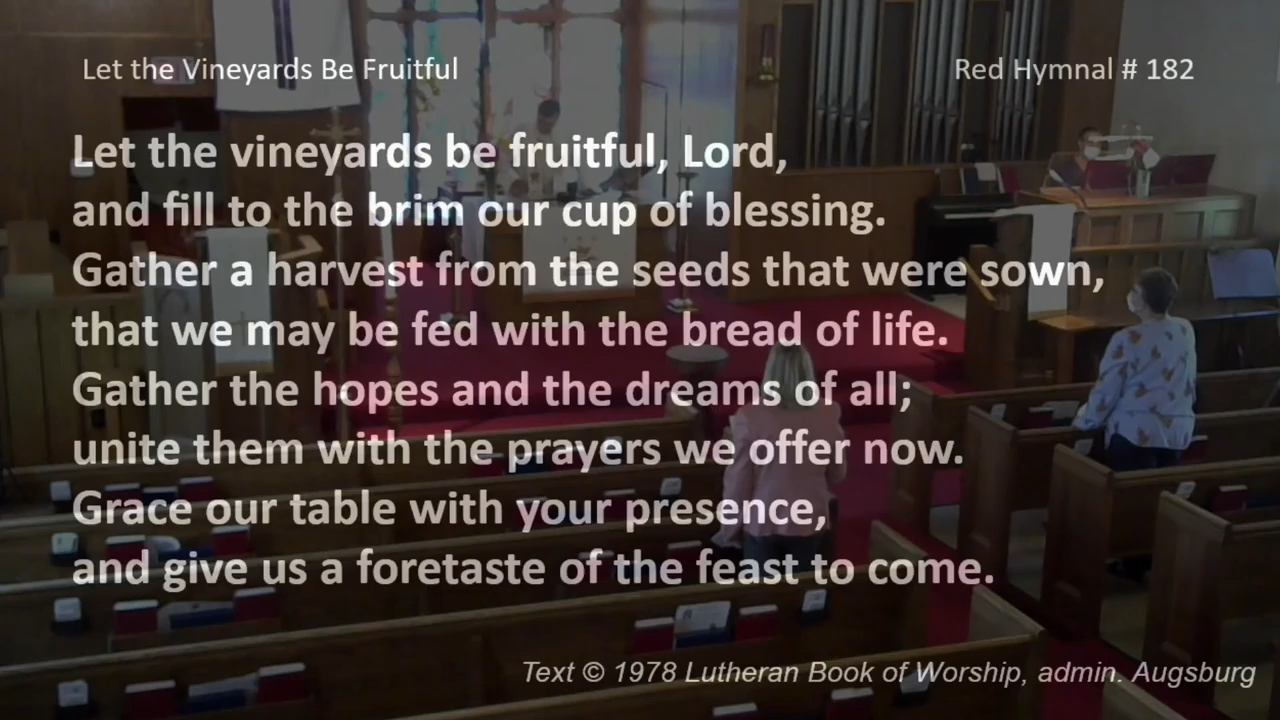 Let the Vineyards Be Fruitful
Red Hymnal # 182
Let the vineyards be fruitful, Lord,
and fill to the brim our cup of blessing.
Gather a harvest from the seeds that were sown,
that we may be fed with the bread of life.
Gather the hopes and the dreams of all;
unite them with the prayers we offer now.
Grace our table with your presence,
and give us a foretaste of the feast to come.
Text © 1978 Lutheran Book of Worship, admin. Augsburg